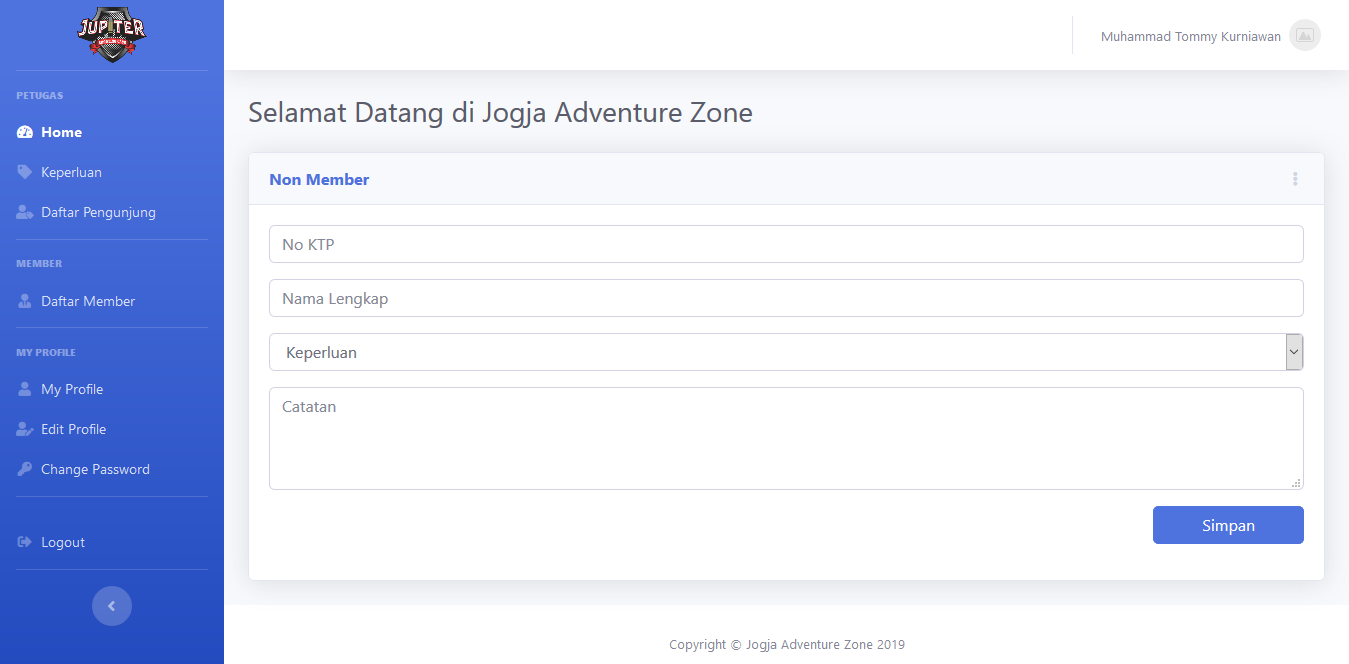 JUPITER
Muhammad Tommy Kurniawan
PETUGAS
Home
Keperluan
Daftar Pengunjung
MEMBER
Daftar Member
MY PROFILE
My Profile
Edit Profile
Change Password
Logout
Selamat Datang di Jogja Adventure Zone
Non Member
No KTP
Nama Lengkap
Keperluan
Catatan
Simpan
Copyright © Jogja Adventure Zone 2019